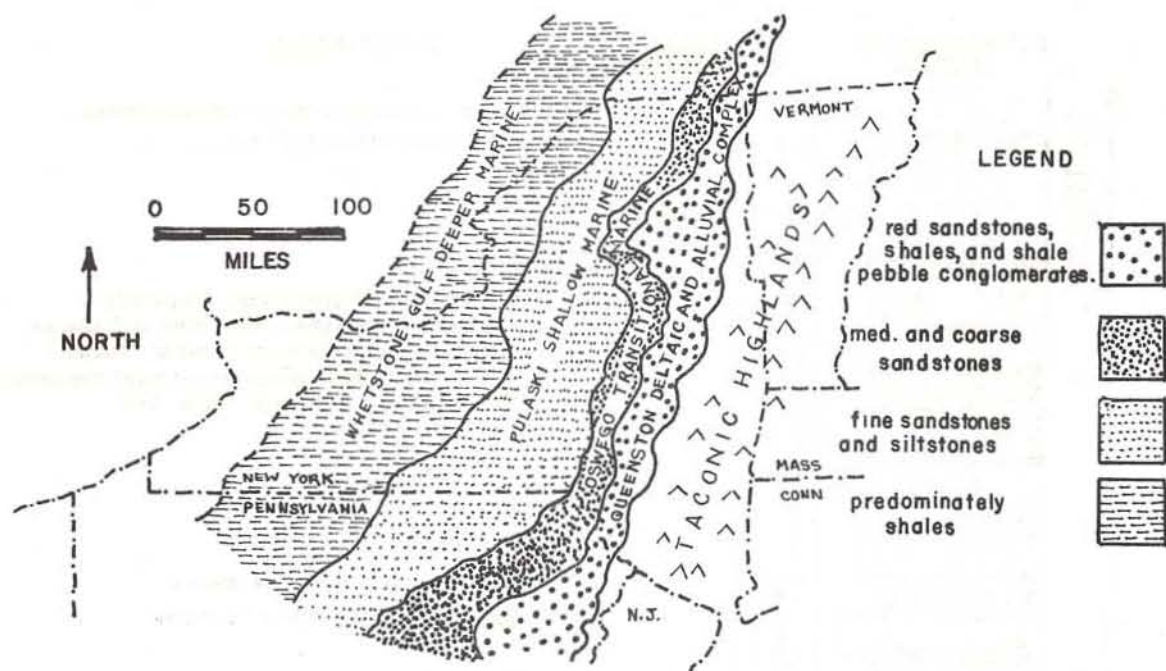 VERMONT
LEGEND
0 50 100
MILES
NORTH
WHETSTONE GULF DEEPER MARINE
PULASKI SHALLOW MARINE
OSWEGO TRANSITIONAL MARINE
QUEENSTON DELTAIC AND ALLUVIAL COMPLEX
TACONIC HIGHLANDS
red sandstones,
shales, and shale
pebble conglomerates.
med. and coarse
sandstones
fine sandstones
and siltstones
predominately
shales
MASS
CONN
NEW YORK
PENNSYLVANIA
N.J.